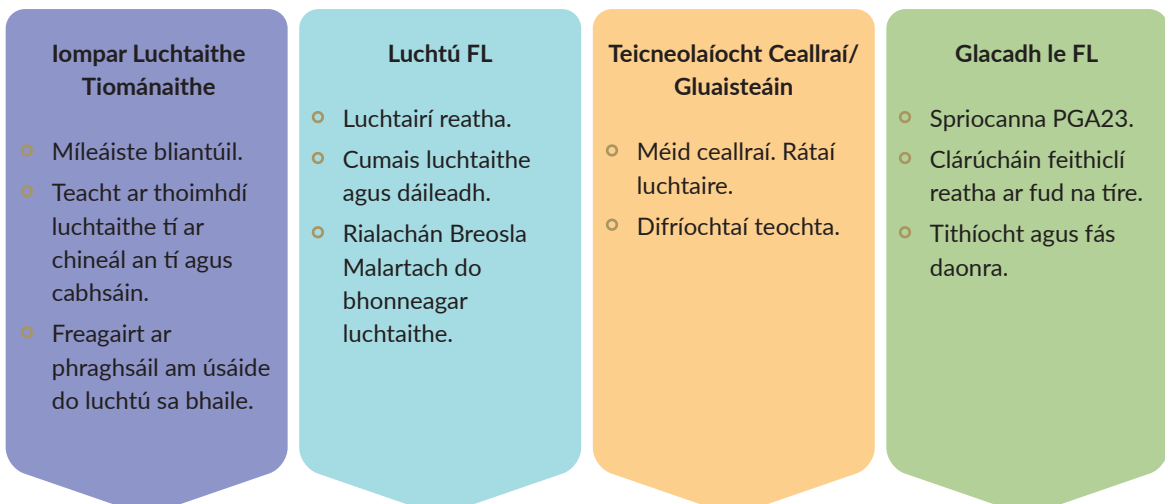 Iompar Luchtaithe
Tiománaithe
Míleáiste bliantúil.
Teacht ar thoimhdí
luchtaithe tí ar
chineál an tí agus
cabhsáin.
Freagairt ar
phraghsáil am úsáide
do luchtú sa bhaile.
Luchtú FL
Luchtairí reatha.
Cumais luchtaithe
agus dáileadh.
Rialachán Breosla
Malartach do
bhonneagar
luchtaithe.
Teicneolaíocht Ceallraí/
Gluaisteáin
Méid ceallraí. Rátaí
luchtaire.
Difríochtaí teochta.
Glacadh le FL
Spriocanna PGA23.
Clárúcháin feithiclí
reatha ar fud na tíre.
Tithíocht agus fás
daonra.